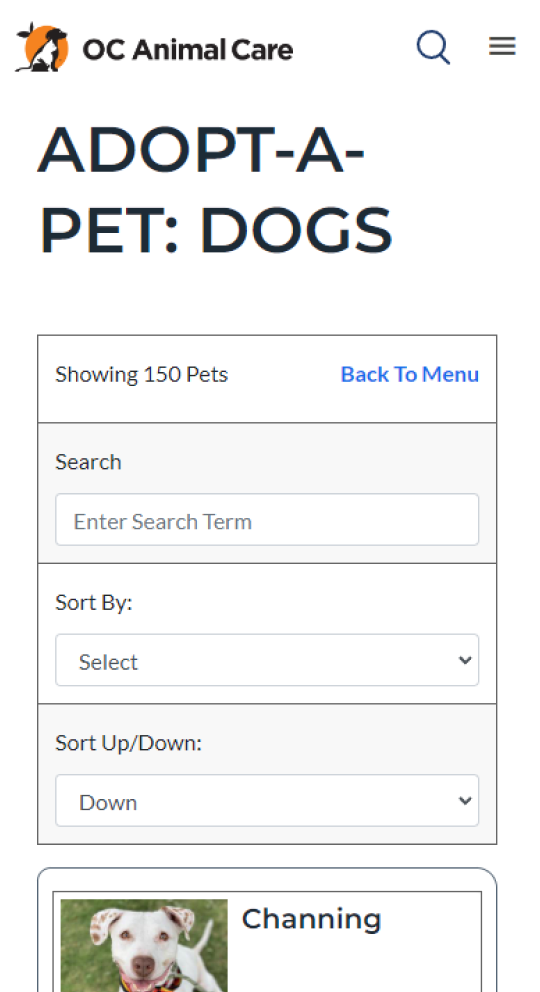 OC Animal Care
ADOPT-A-
PET: DOGS
Showing 150 Pets
Back To Menu
Search
Enter Search Term
Sort By:
Select
Sort Up/Down:
Down
Channing